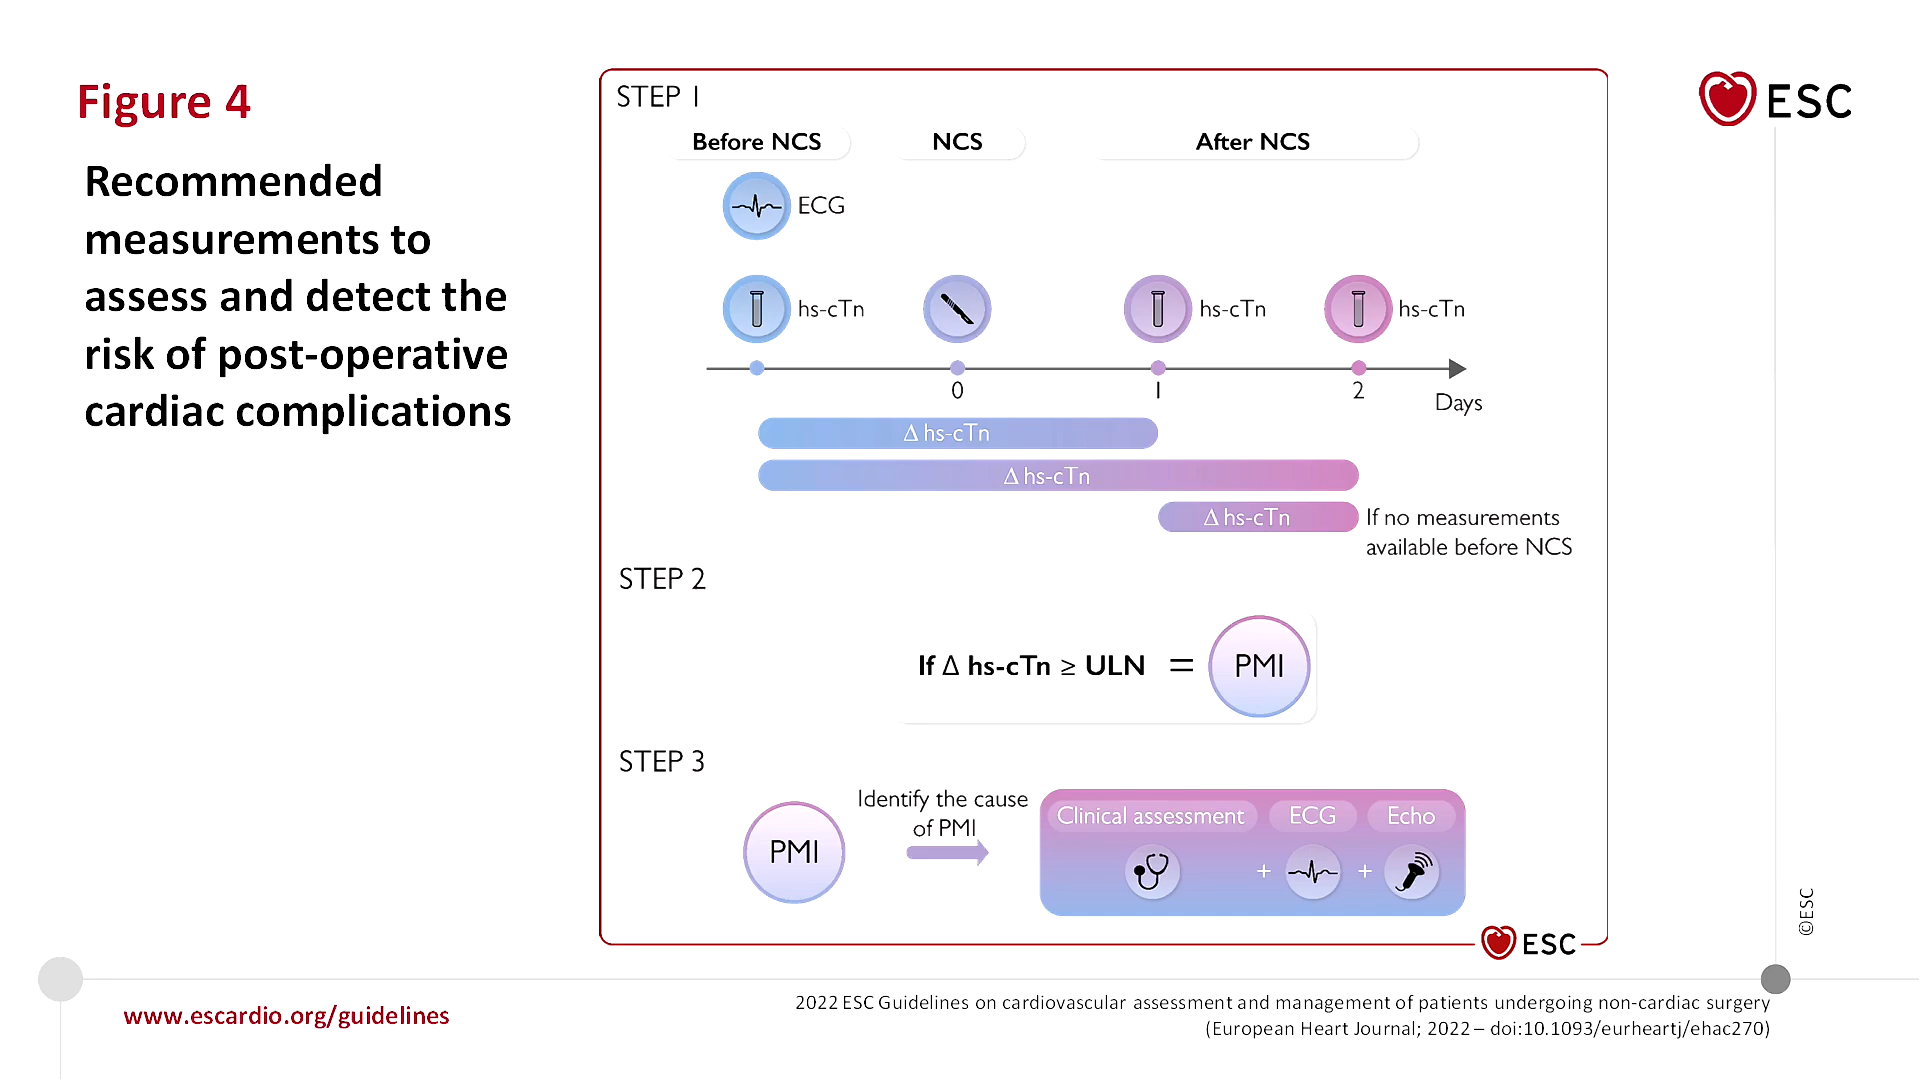 Figure 4
Recommended
measurements to
assess and detect the
risk of post-operative
cardiac complications
ESC
STEP 1
Before NCS
NCS
After NCS
ECG
hs-cTn
hs-cTn
hs-cTn
0
1
2
Days
Δ hs-cTn
Δ hs-cTn
Δ hs-cTn
If no measurements
available before NCS
STEP 2
If Δ hs-cTn ≥ ULN = PMI
STEP 3
PMI
Identify the cause
of PMI
Clinical assessment
ECG
Echo
+
+
ESC
©ESC
www.escardio.org/guidelines
2022 ESC Guidelines on cardiovascular assessment and management of patients undergoing non-cardiac surgery
(European Heart Journal; 2022 – doi:10.1093/eurheartj/ehac270)